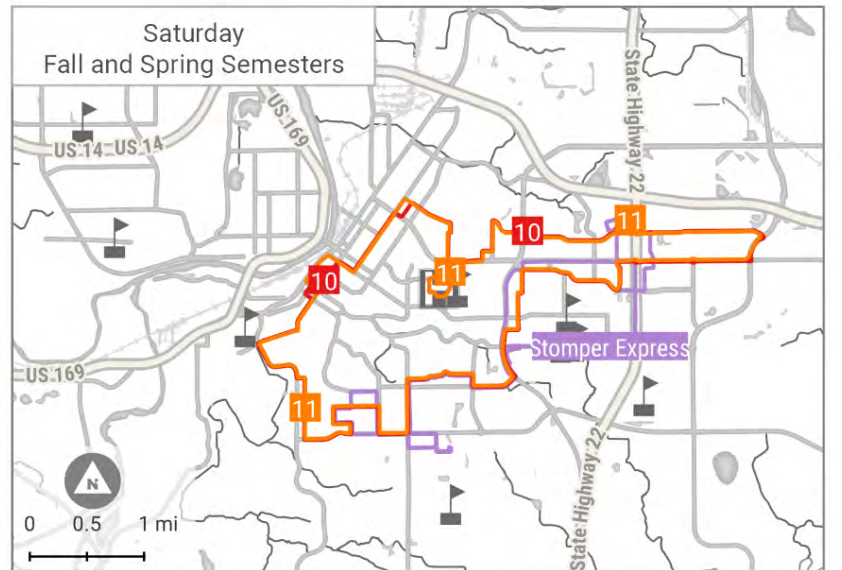 Saturday
Fall and Spring Semesters
US 169
State Highway 22
US 14
US 14
11
10
11
10
Stomper Express
US 169
11
State Highway 22
N
0 0.5 1 mi